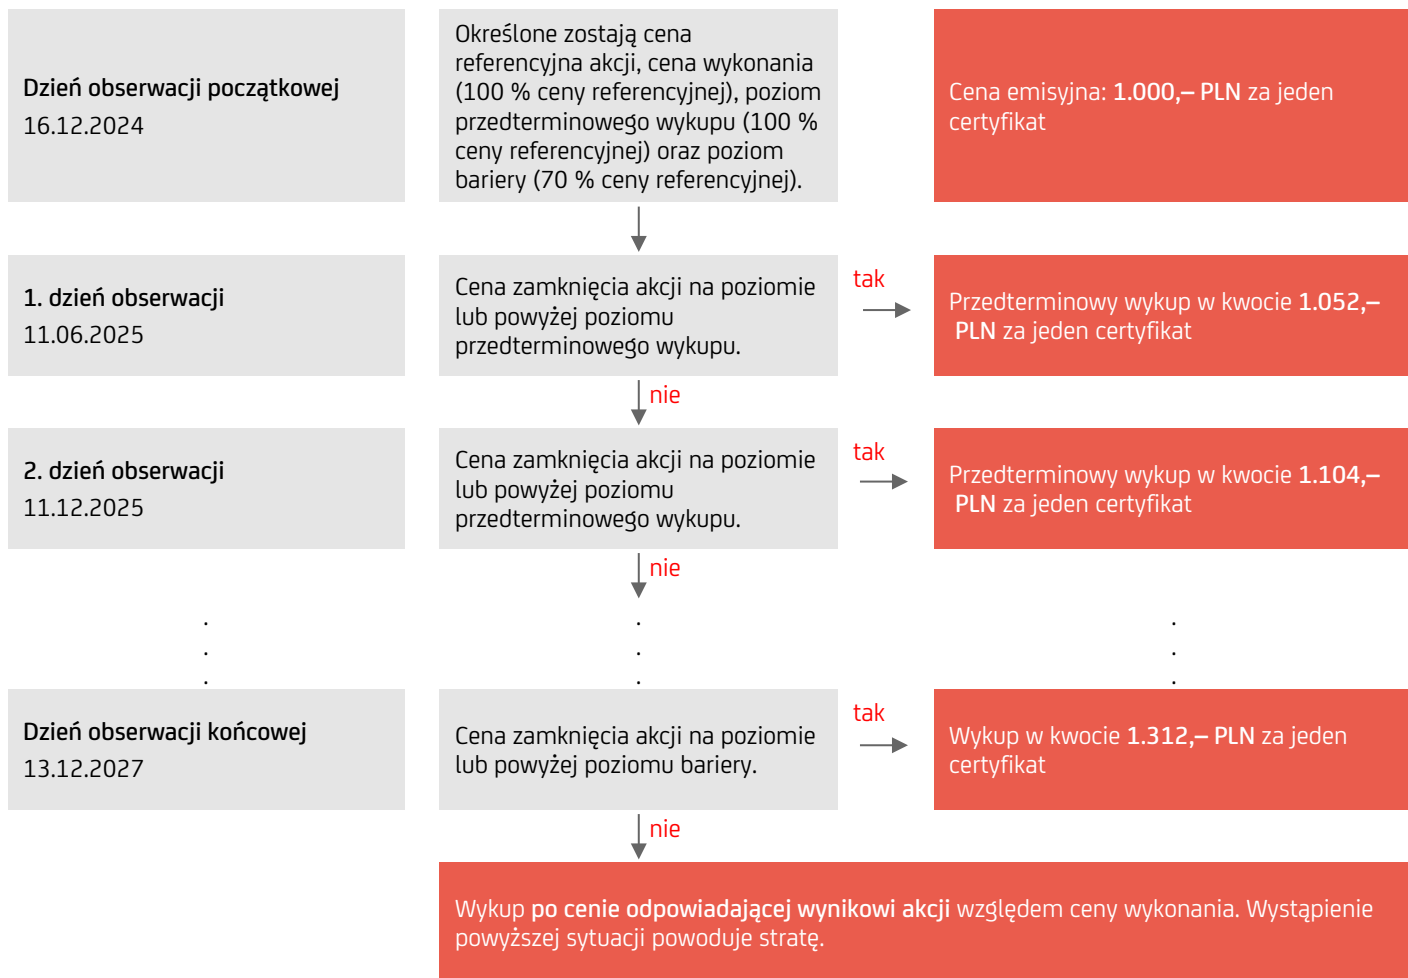 Dzień obserwacji początkowej
16.12.2024
Określone zostają cena
referencyjna akcji, cena wykonania
(100 % ceny referencyjnej), poziom
przedterminowego wykupu (100 %
ceny referencyjnej) oraz poziom
bariery (70 % ceny referencyjnej).
Cena emisyjna: 1.000,– PLN za jeden
certyfikat
1. dzień obserwacji
11.06.2025
Cena zamknięcia akcji na poziomie
lub powyżej poziomu
przedterminowego wykupu.
tak
Przedterminowy wykup w kwocie 1.052,–
PLN za jeden certyfikat
nie
2. dzień obserwacji
11.12.2025
Cena zamknięcia akcji na poziomie
lub powyżej poziomu
przedterminowego wykupu.
tak
Przedterminowy wykup w kwocie 1.104,–
PLN za jeden certyfikat
nie
. . .
. . .
. . .
Dzień obserwacji końcowej
13.12.2027
Cena zamknięcia akcji na poziomie
lub powyżej poziomu bariery.
tak
Wykup w kwocie 1.312,– PLN za jeden
certyfikat
nie
Wykup po cenie odpowiadającej wynikowi akcji względem ceny wykonania. Wystąpienie
powyższej sytuacji powoduje stratę.